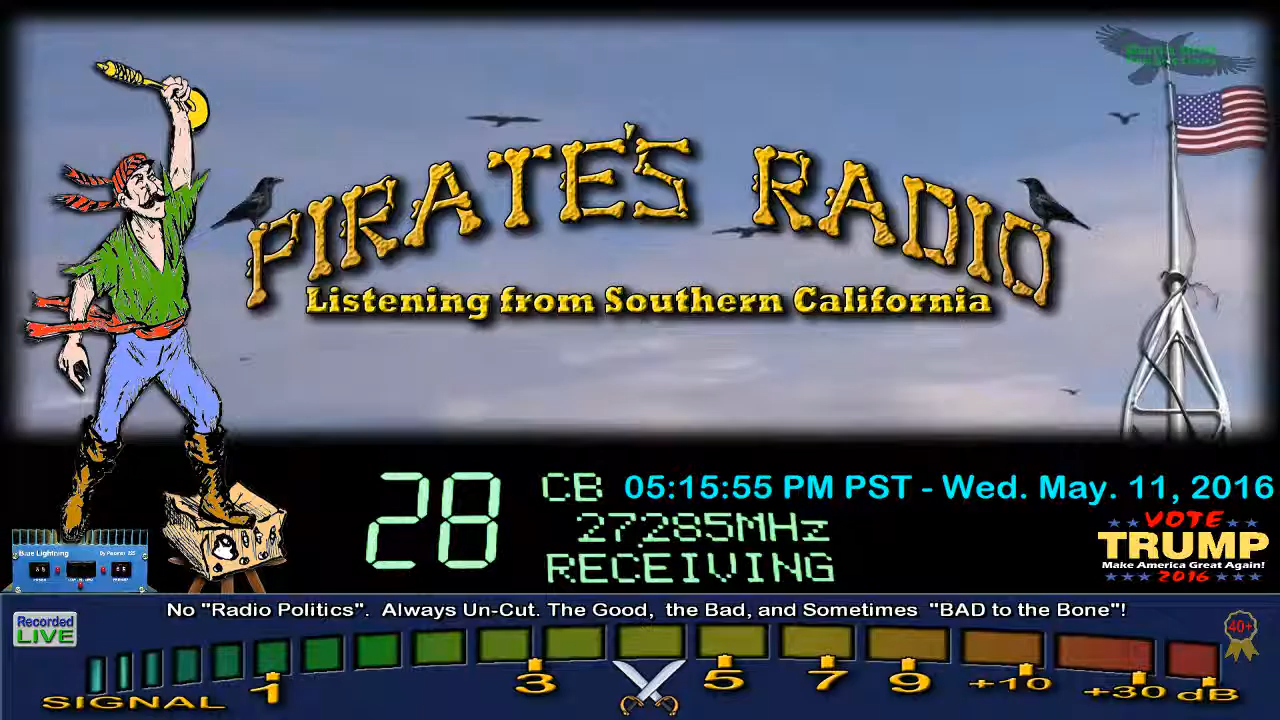 PIRATE'S RADIO
Listening from Southern California
28
CB
05:15:55 PM PST - Wed. May. 11, 2016
27.285MHz
RECEIVING
VOTE
TRUMP
Make America Great Again!
2016
Blue Lightning
No "Radio Politics". Always Un-Cut. The Good, the Bad, and Sometimes "BAD to the Bone"!
Recorded
LIVE
40+
SIGNAL 1 3 5 7 9 +10 +30 dB